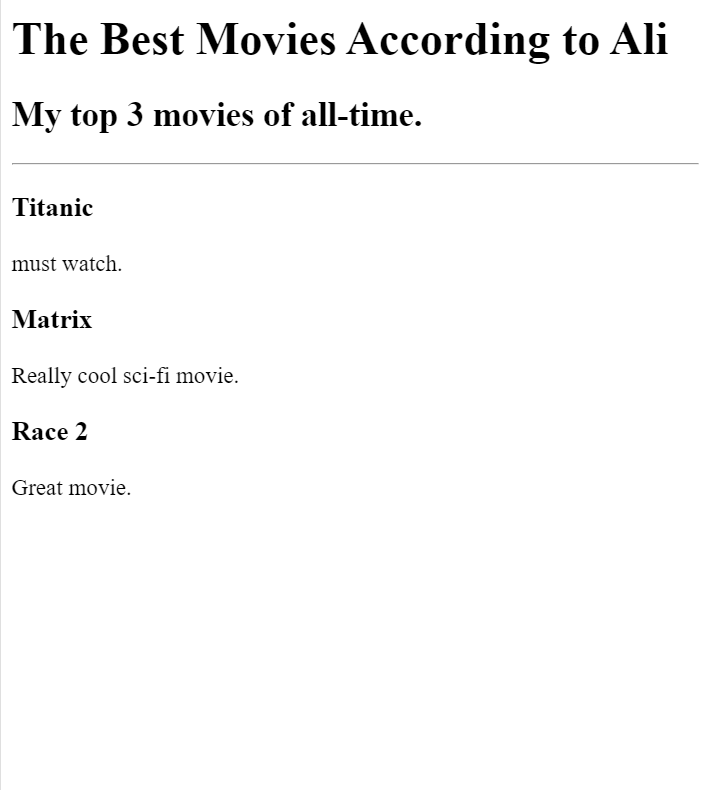 The Best Movies According to Ali
My top 3 movies of all-time.
Titanic
must watch.
Matrix
Really cool sci-fi movie.
Race 2
Great movie.